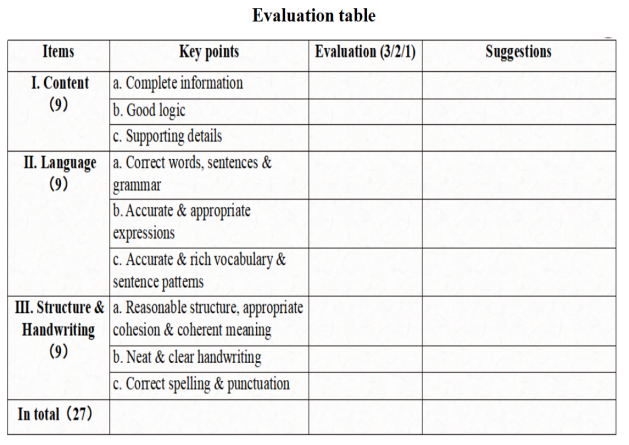 Evaluation table
Items Key points Evaluation (3/2/1) Suggestions
I. Content (9) a. Complete information
b. Good logic
c. Supporting details
II. Language (9) a. Correct words, sentences & grammar
b. Accurate & appropriate expressions
c. Accurate & rich vocabulary & sentence patterns
III. Structure & Handwriting (9) a. Reasonable structure, appropriate cohesion & coherent meaning
b. Neat & clear handwriting
c. Correct spelling & punctuation
In total（27）